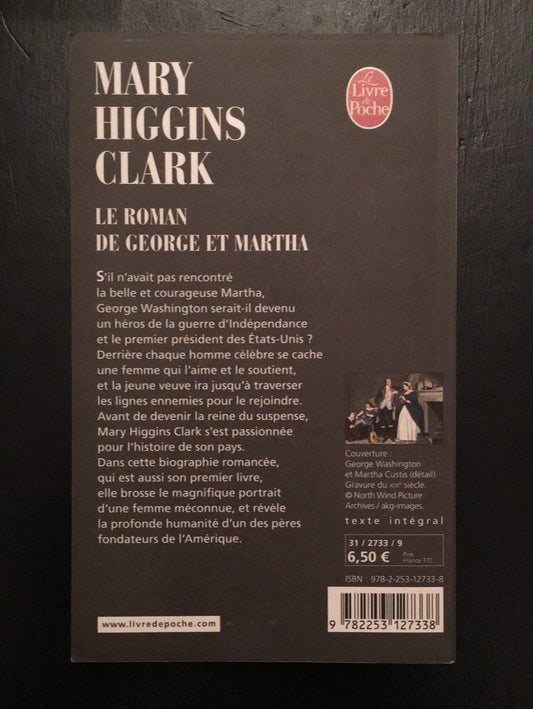 MARY
HIGGINS
CLARK
Le
Livre
de
Poche
LE ROMAN
DE GEORGE ET MARTHA
S'il n'avait pas rencontré
la belle et courageuse Martha,
George Washington serait-il devenu
un héros de la guerre d'Indépendance
et le premier président des États-Unis ?
Derrière chaque homme célèbre se cache
une femme qui l'aime et le soutient,
et la jeune veuve ira jusqu'à traverser
les lignes ennemies pour le rejoindre.
Avant de devenir la reine du suspense,
Mary Higgins Clark s'est passionnée
pour l'histoire de son pays.
Dans cette biographie romancée,
qui est aussi son premier livre,
elle brosse le magnifique portrait
d'une femme méconnue, et révèle
la profonde humanité d'un des pères
fondateurs de l'Amérique.
Couverture :
George Washington
et Martha Custis (détail).
Gravure du XIXe siècle.
© North Wind Picture
Archives / akg-images.
texte intégral
31 / 2733 / 9
6,50 € Prix
France TTC
ISBN : 978-2-253-12733-8
9 782253 127338
www.livredepoche.com